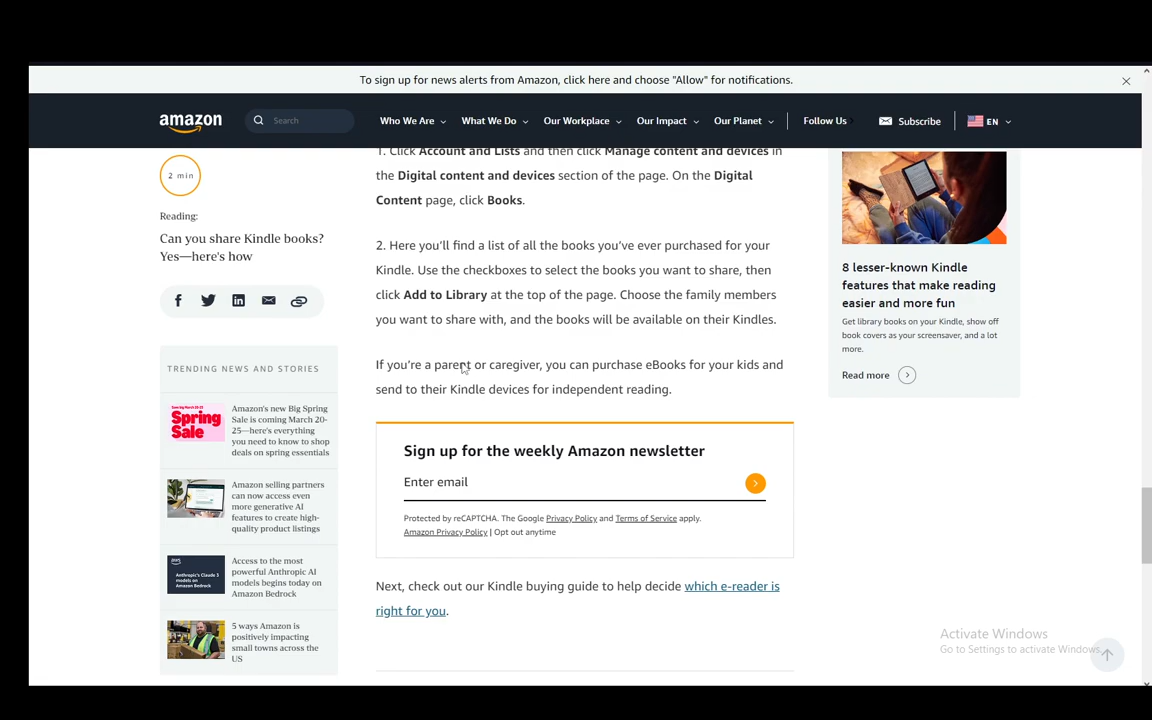 To sign up for news alerts from Amazon, click here and choose "Allow" for notifications.
amazon
Search
Who We Are
What We Do
Our Workplace
Our Impact
Our Planet
Follow Us
Subscribe
EN
2 min
Reading:
Can you share Kindle books?
Yes—here's how
TRENDING NEWS AND STORIES
Spring
Sale
Amazon's new Big Spring
Sale is coming March 20-
25—here's everything
you need to know to shop
deals on spring essentials
Amazon selling partners
can now access even
more generative AI
features to create high-
quality product listings
aws
Anthropic's Claude 3
models on
Amazon Bedrock
Access to the most
powerful Anthropic AI
models begins today on
Amazon Bedrock
5 ways Amazon is
positively impacting
small towns across the
US
1. Click Account and Lists and then click Manage content and devices in
the Digital content and devices section of the page. On the Digital
Content page, click Books.
2. Here you’ll find a list of all the books you’ve ever purchased for your
Kindle. Use the checkboxes to select the books you want to share, then
click Add to Library at the top of the page. Choose the family members
you want to share with, and the books will be available on their Kindles.
If you’re a parent or caregiver, you can purchase eBooks for your kids and
send to their Kindle devices for independent reading.
Sign up for the weekly Amazon newsletter
Enter email
Protected by reCAPTCHA. The Google Privacy Policy and Terms of Service apply.
Amazon Privacy Policy | Opt out anytime
Next, check out our Kindle buying guide to help decide which e-reader is
right for you.
8 lesser-known Kindle
features that make reading
easier and more fun
Get library books on your Kindle, show off
book covers as your screensaver, and a lot
more.
Read more
Activate Windows
Go to Settings to activate Windows.